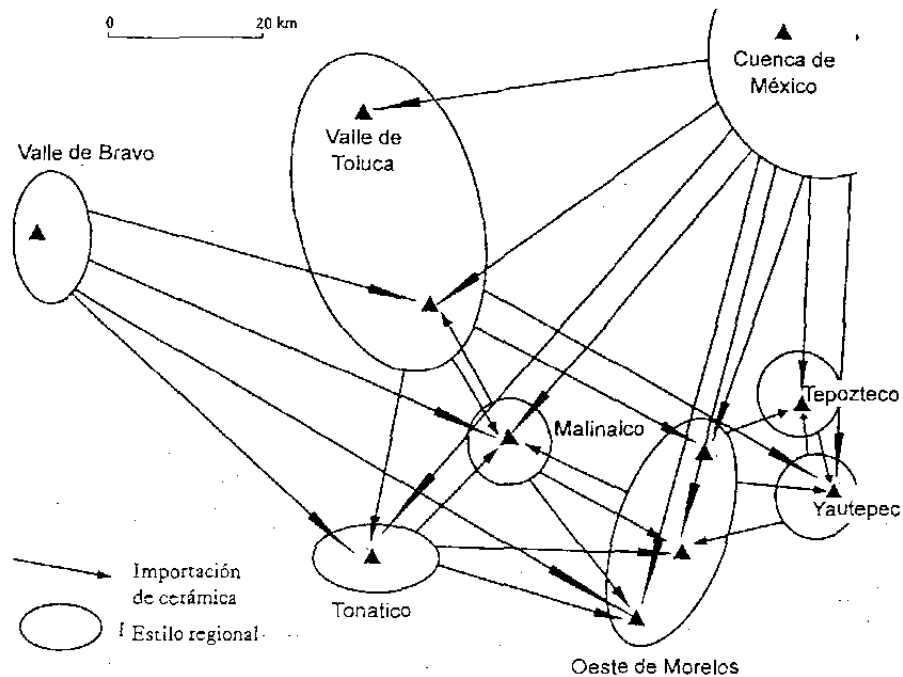 0 20 km
Cuenca de
México
Valle de
Toluca
Valle de Bravo
Tepozteco
Malinalco
Yautepec
Importación
de cerámica
Tonatico
Estilo regional
Oeste de Morelos